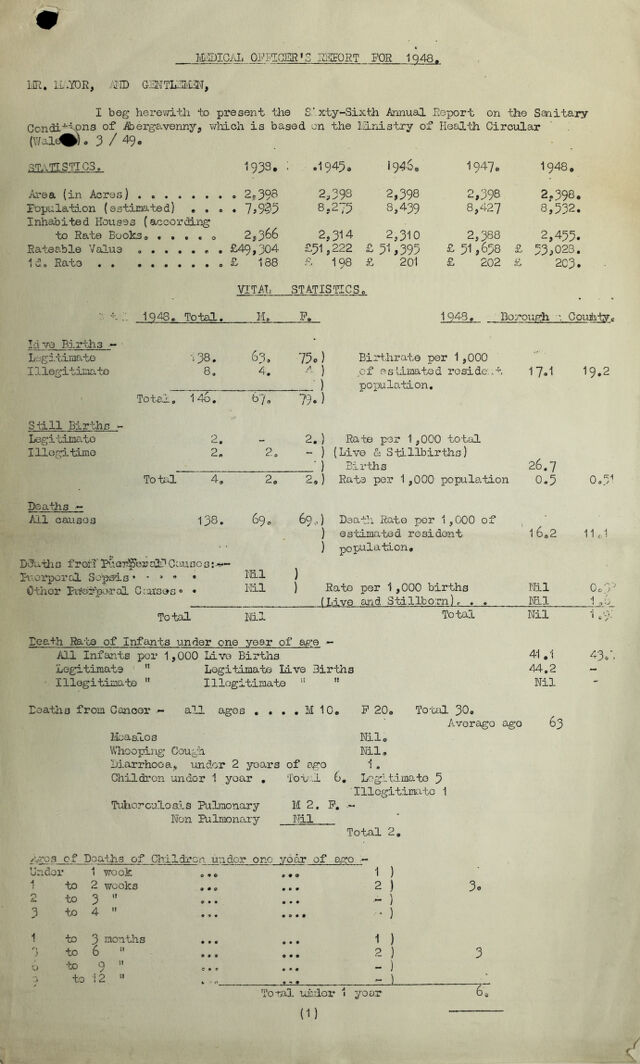 MEDICAL OFFICER'S REPORT FOR 1948.
MR. MAYOR, AND GENTLEMEN,
I beg herewith to present the Sixty-Sixth Annual Report on the Sanitary
Conditions of Abergavenny, which is based on the Ministry of Health Circular
(Wales). 3 / 49.
STATISTICS. 1938. 1945. 1946. 1947. 1948.
Area (in Acres) . . . . . . . . 2,398 2,398 2,398 2,398 2,398.
Population (estimated) . . . . 7,925 8,275 8,439 8,427 8,532.
Inhabited Houses (according
to Rate Books. . . . . . 2,366 2,314 2,310 2,388 2,455.
Rateable Value . . . . . . . £49,304 £51,222 £ 51,395 £ 51,658 £ 53,028.
1d. Rate . . . . . . . . £ 188 £ 198 £ 201 £ 202 £ 203.
VITAL STATISTICS.
1948. Total. M. F. 1948. Borough County.
Live Births -
Legitimate 138. 63. 75.) Birthrate per 1,000
Illegitimate 8. 4. 4 ) of estimated resident 17.1 19.2
) population.
Total. 146. 67. 79.)
Still Births -
Legitimate 2. - 2.) Rate per 1,000 total
Illegitime 2. 2. - ) (Live & Stillbirths)
) Births 26.7
Total 4. 2. 2.) Rate per 1,000 population 0.5 0.51
Deaths -
All causes 138. 69. 69.) Death Rate per 1,000 of
) estimated resident 16.2 11.1
) population.
Deaths from Puerperal Causes:--
Puerporal Sepsis. . . . . Nil )
Other Puerperal Causes. . Nil ) Rate per 1,000 births Nil
(Live and Stillborn). . . Nil
Total Nil Total Nil
Death Rate of Infants under one year of age -
All Infants per 1,000 Live Births 41.1 43.
Legitimate " Legitimate Live Births 44.2 -
Illegitimate " Illegitimate " " Nil -
Deaths from Cancer - all ages . . . . M 10. F 20. Total 30.
Average age 63
Measles Nil.
Whooping Cough Nil.
Diarrhoea, under 2 years of age 1.
Children under 1 year . Total 6. Legitimate 5
Illegitimate 1
Tuberculosis Pulmonary M 2. F. -
Non Pulmonary Nil
Total 2.
Ages of Deaths of Children under one year of age -
Under 1 week ... ... 1 )
1 to 2 weeks ... ... 2 ) 3.
2 to 3 " ... ... - )
3 to 4 " ... .... - )
1 to 3 months ... ... 1 )
3 to 6 " ... ... 2 ) 3
6 to 9 " ... ... - )
9 to 12 " ... ... - )
Total under 1 year 6.
(1)